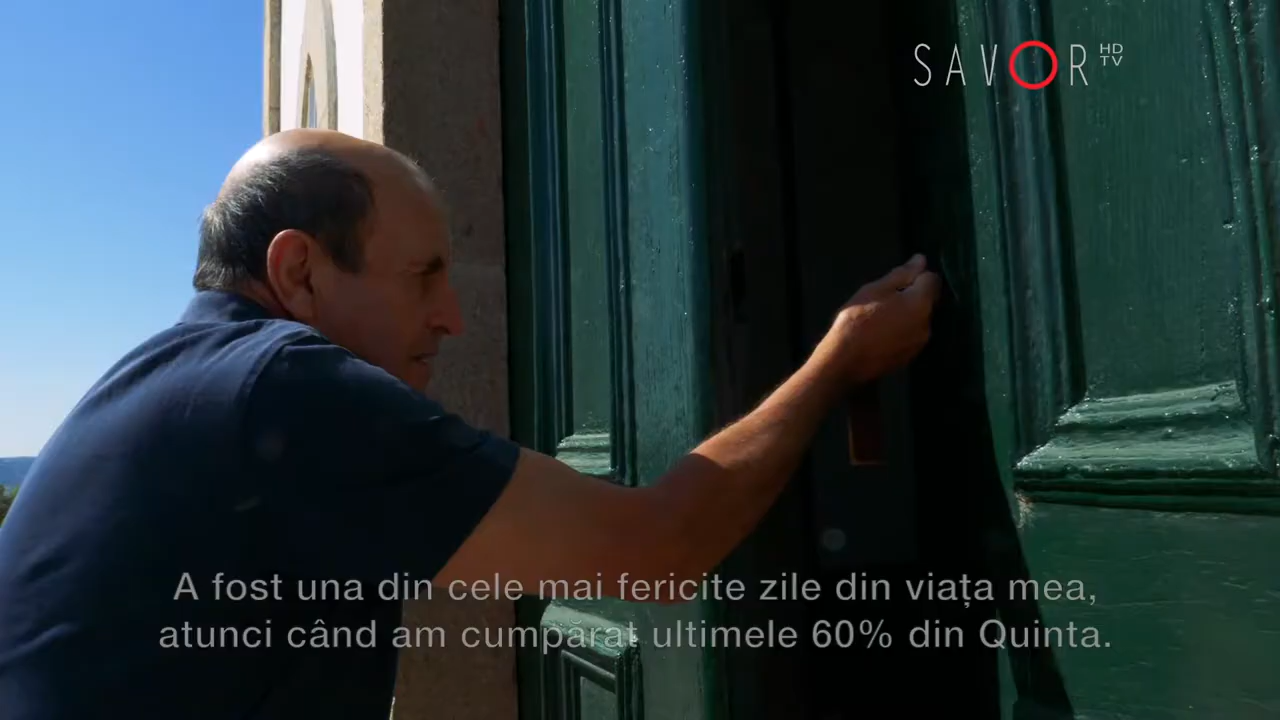 SAVOR HD
TV
A fost una din cele mai fericite zile din viața mea,
atunci când am cumpărat ultimele 60% din Quinta.